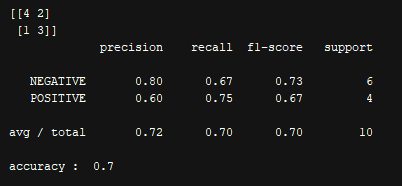 [[4 2]
 [1 3]]
             precision    recall  f1-score   support

   NEGATIVE       0.80      0.67      0.73         6
   POSITIVE       0.60      0.75      0.67         4

avg / total       0.72      0.70      0.70        10

accuracy :  0.7